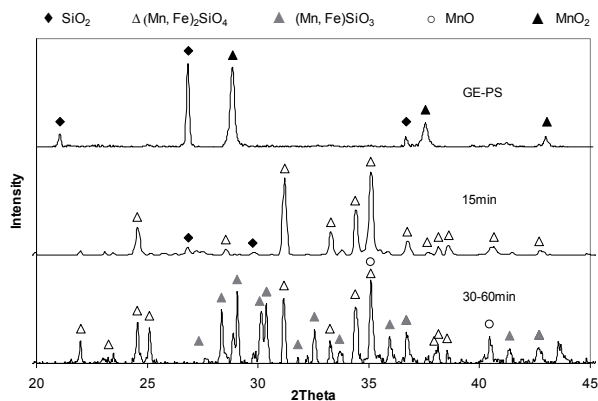 SiO2 (Mn, Fe)2SiO4 (Mn, Fe)SiO3 MnO MnO2
GE-PS
15min
30-60min
Intensity
20 25 30 35 40 45
2Theta